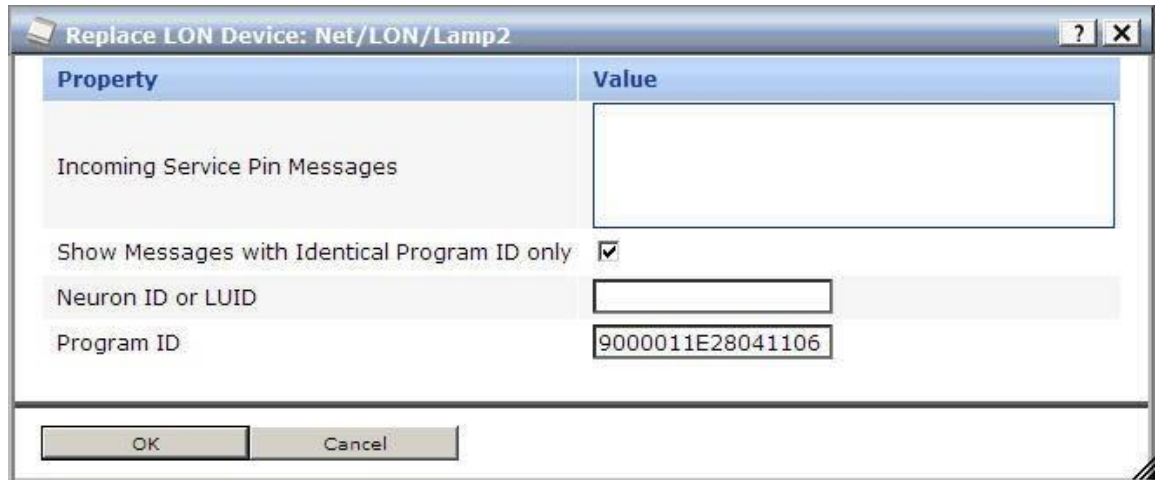 Replace LON Device: Net/LON/Lamp2 ? X
Property Value
Incoming Service Pin Messages
Show Messages with Identical Program ID only
Neuron ID or LUID
Program ID 9000011E28041106
OK Cancel